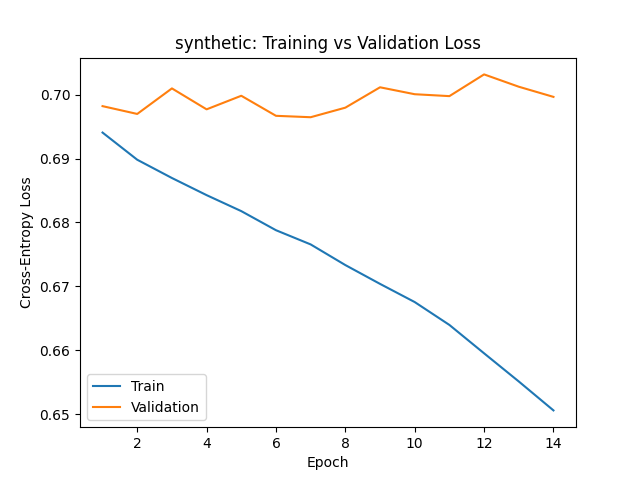 synthetic: Training vs Validation Loss
Cross-Entropy Loss
0.70
0.69
0.68
0.67
0.66
0.65
Train
Validation
2 4 6 8 10 12 14
Epoch